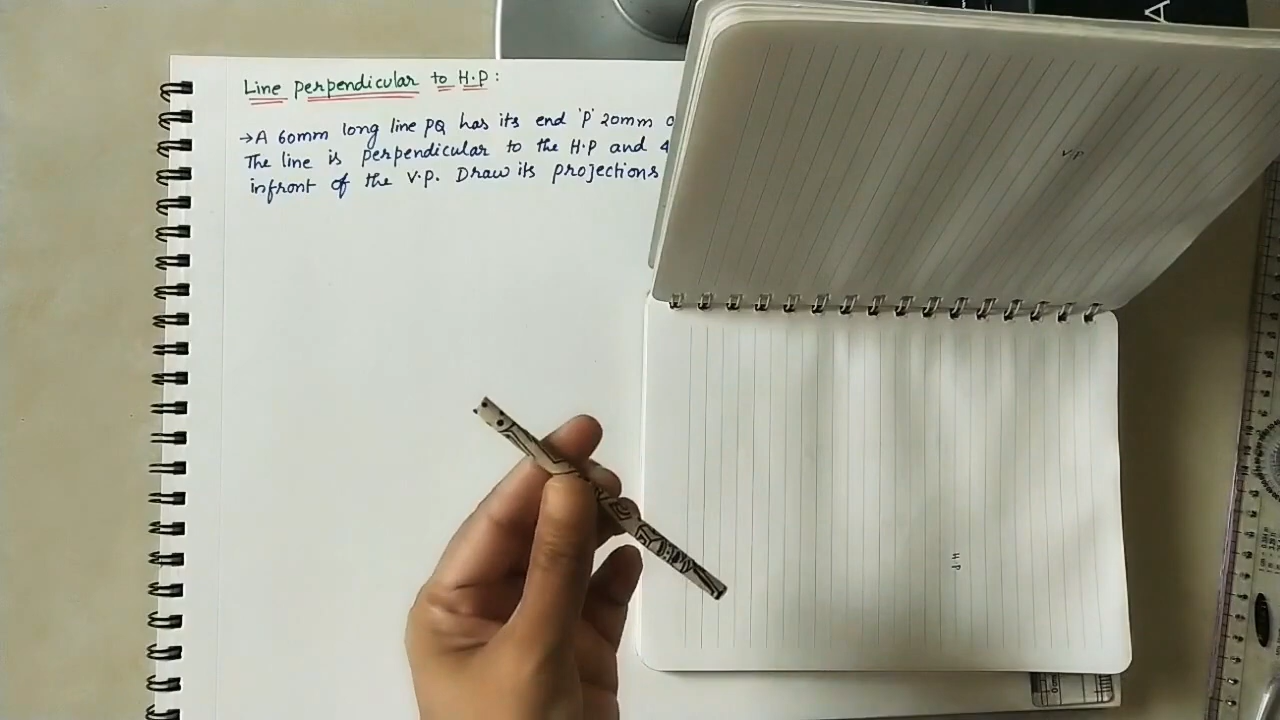 Line perpendicular to H.P :
→ A 60mm long line PQ has its end 'P' 20mm
The line is perpendicular to the H.P and 4
infront of the V.P. Draw its projections
V.P
H.P
A